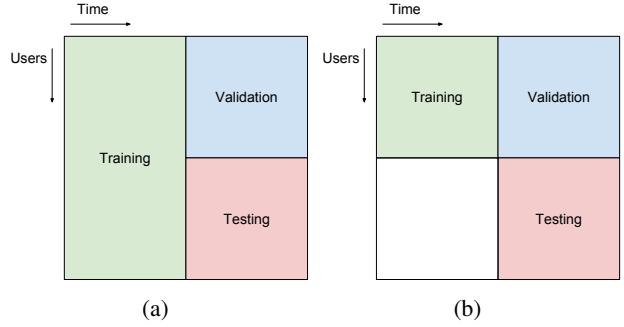 Time
Users
Training
Validation
Testing
(a)
Time
Users
Training
Validation
Testing
(b)